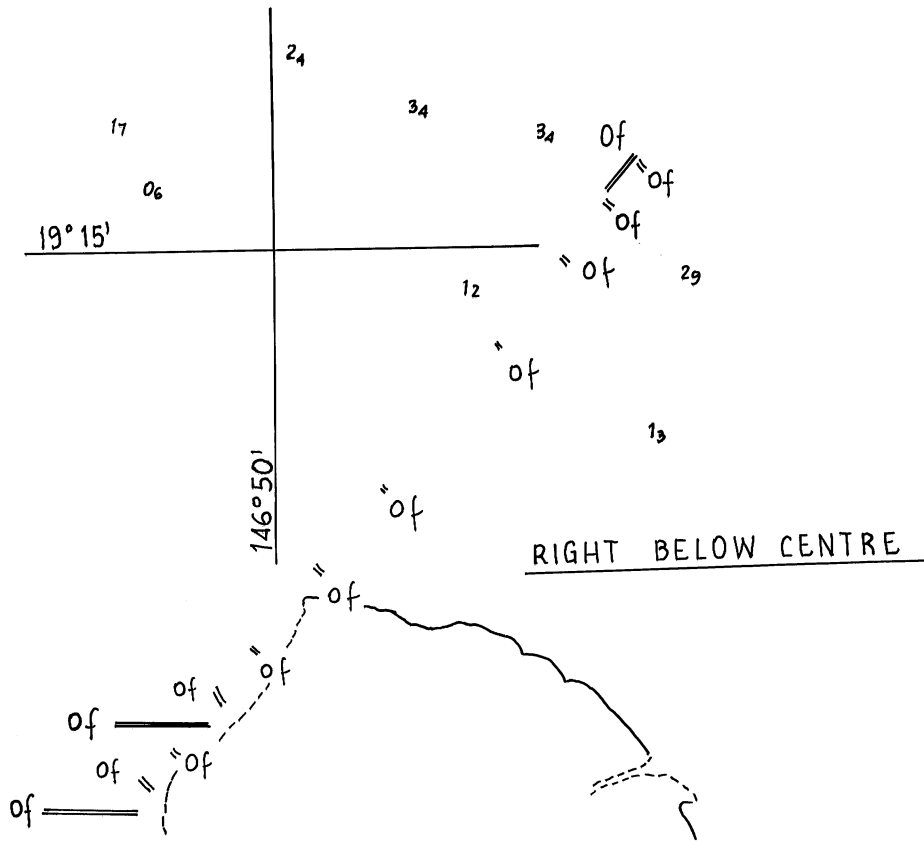 2₄
3₄
1₇
3₄
Of
0₆
Of
Of
19° 15'
Of
1₂
2₉
Of
1₃
146° 50'
Of
RIGHT BELOW CENTRE
Of
Of
Of
Of
Of
Of
Of